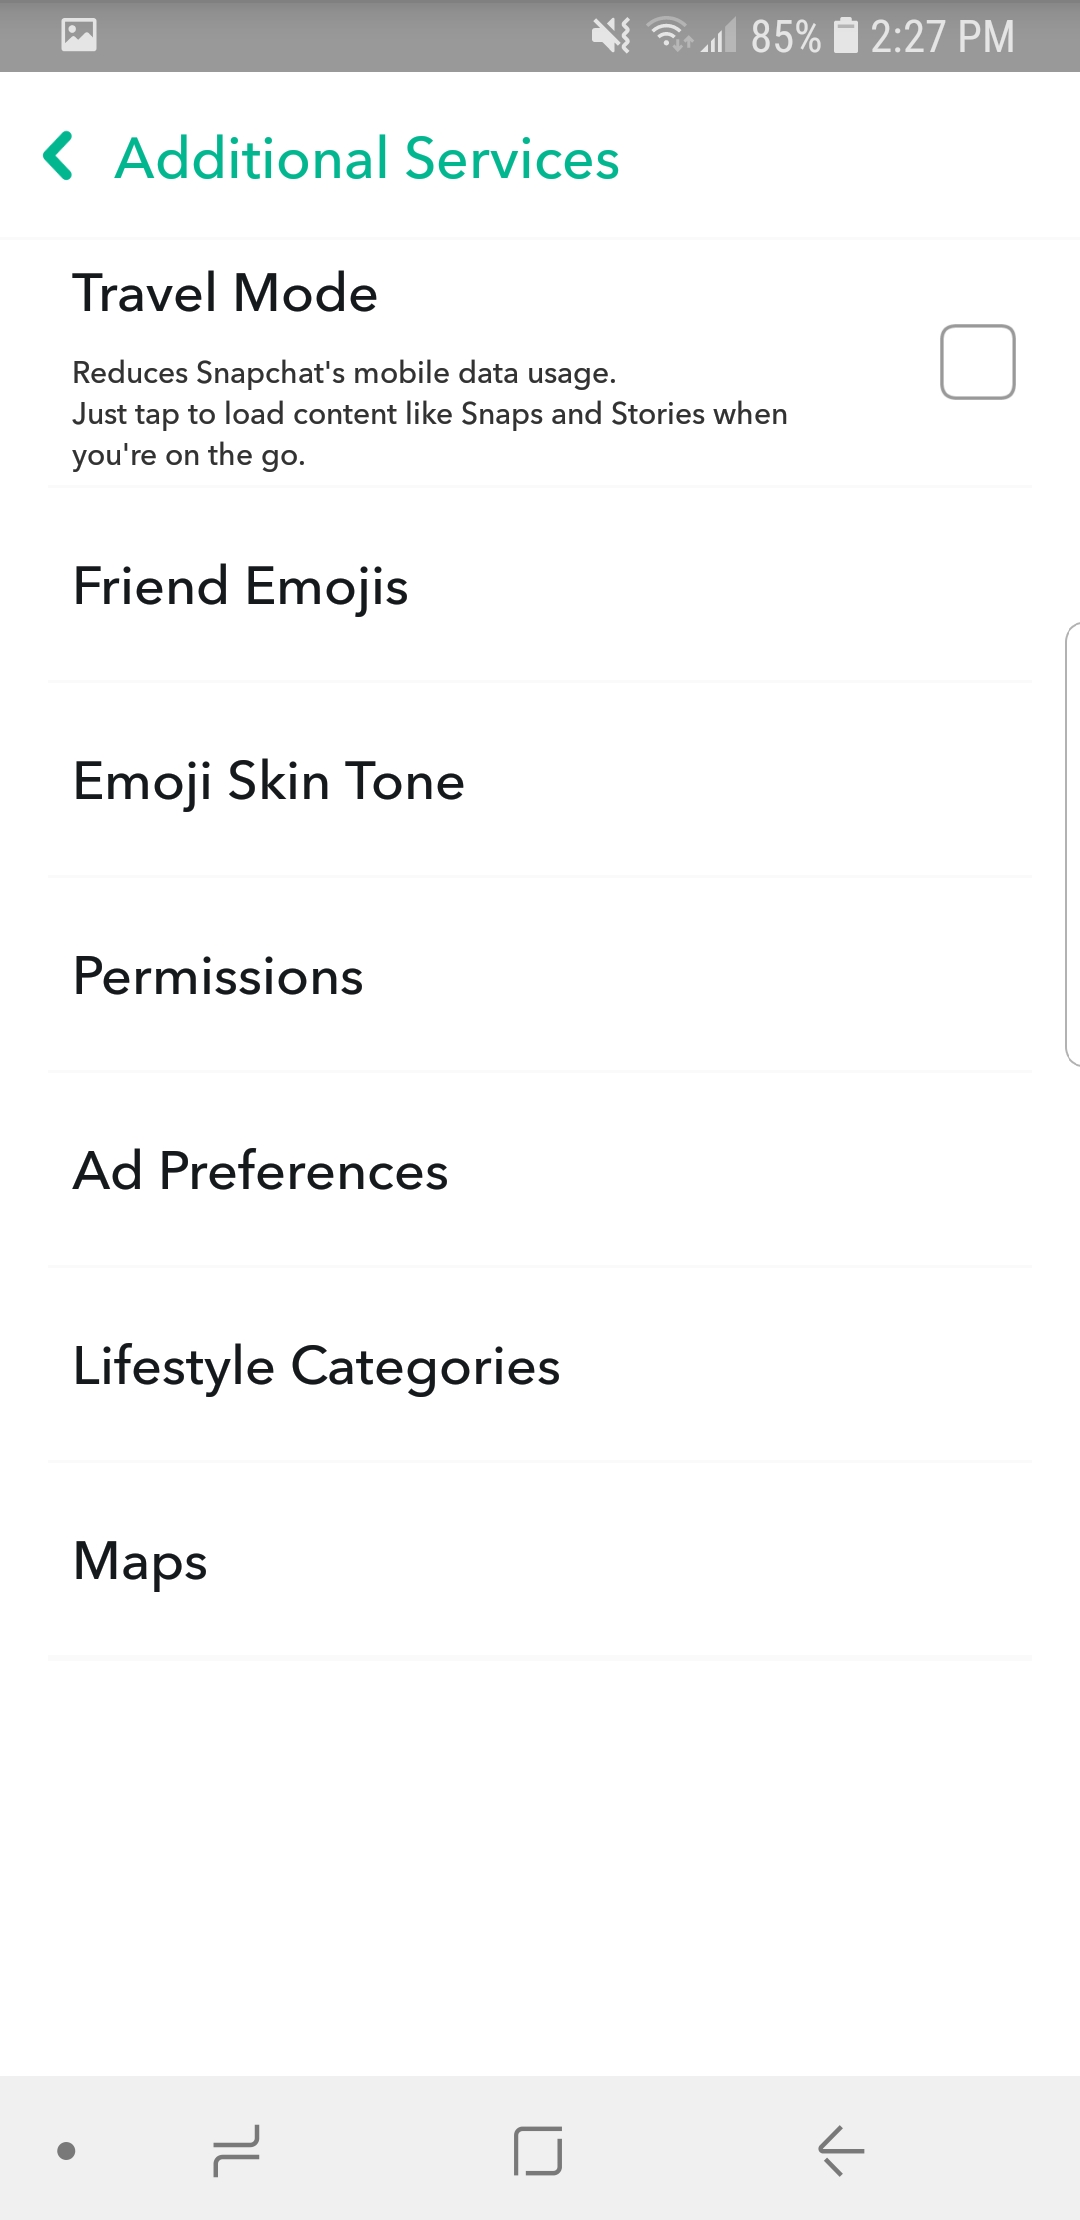 85% 2:27 PM
Additional Services
Travel Mode
Reduces Snapchat's mobile data usage.
Just tap to load content like Snaps and Stories when
you're on the go.
Friend Emojis
Emoji Skin Tone
Permissions
Ad Preferences
Lifestyle Categories
Maps